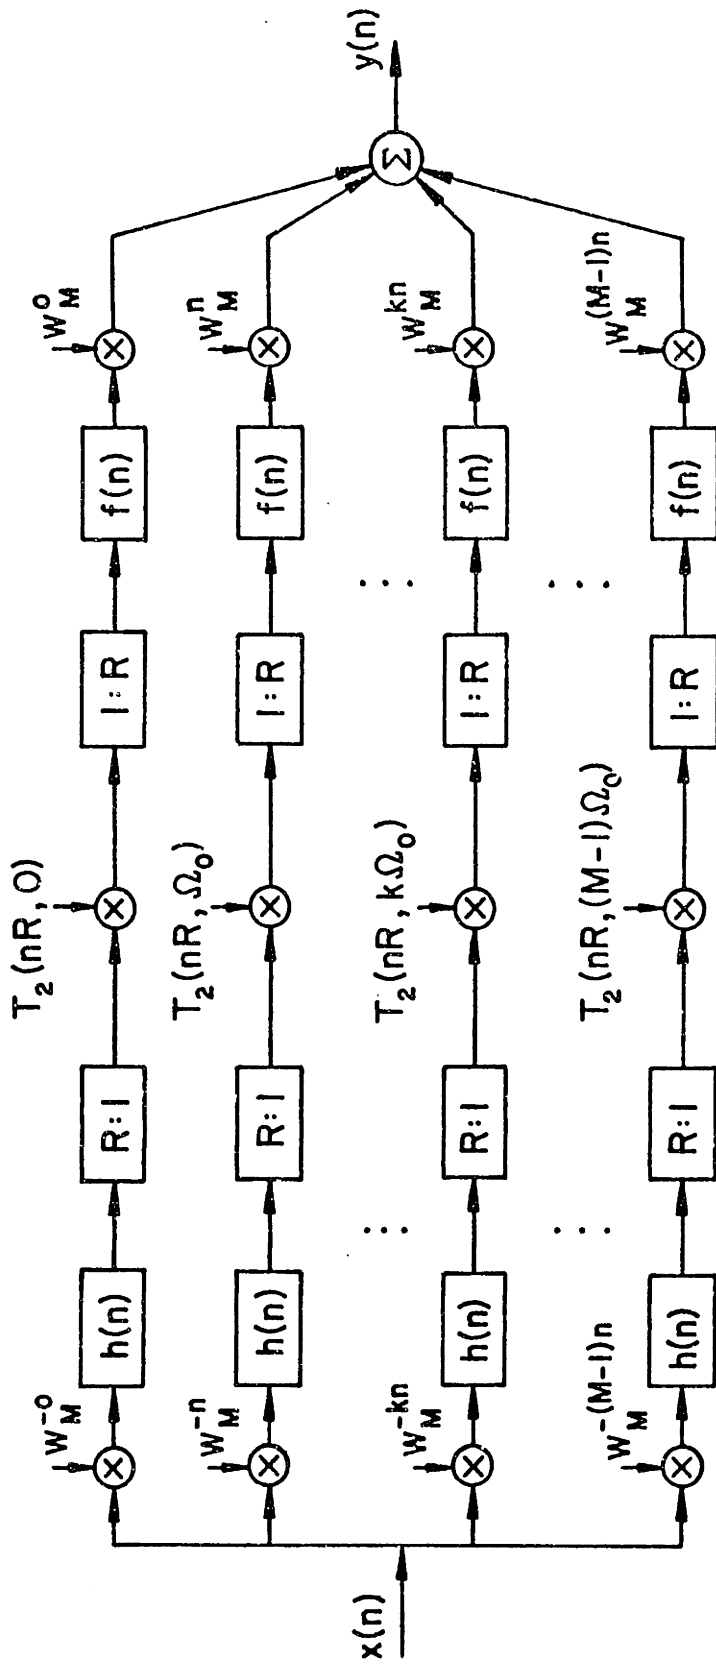 x(n)
W_M^{-0} h(n) R:1 T_2(nR, 0) 1:R f(n) W_M^0
W_M^{-n} h(n) R:1 T_2(nR, Ω_0) 1:R f(n) W_M^n
W_M^{-kn} h(n) R:1 T_2(nR, kΩ_0) 1:R f(n) W_M^{kn}
W_M^{-(M-1)n} h(n) R:1 T_2(nR, (M-1)Ω_0) 1:R f(n) W_M^{(M-1)n}
Σ
y(n)